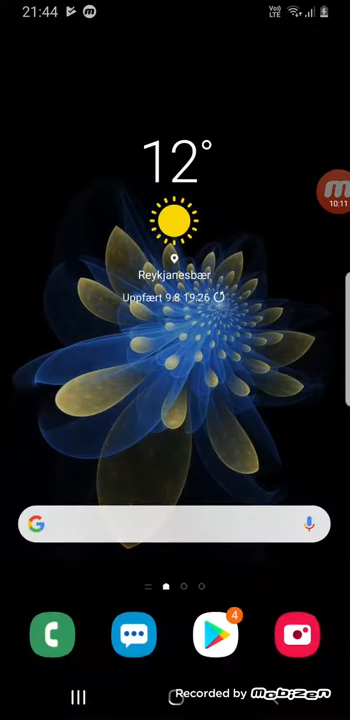 21:44
Vo))
LTE
10:11
12°
Reykjanesbær
Uppfært 9.8 19:26
4
Recorded by mobizen